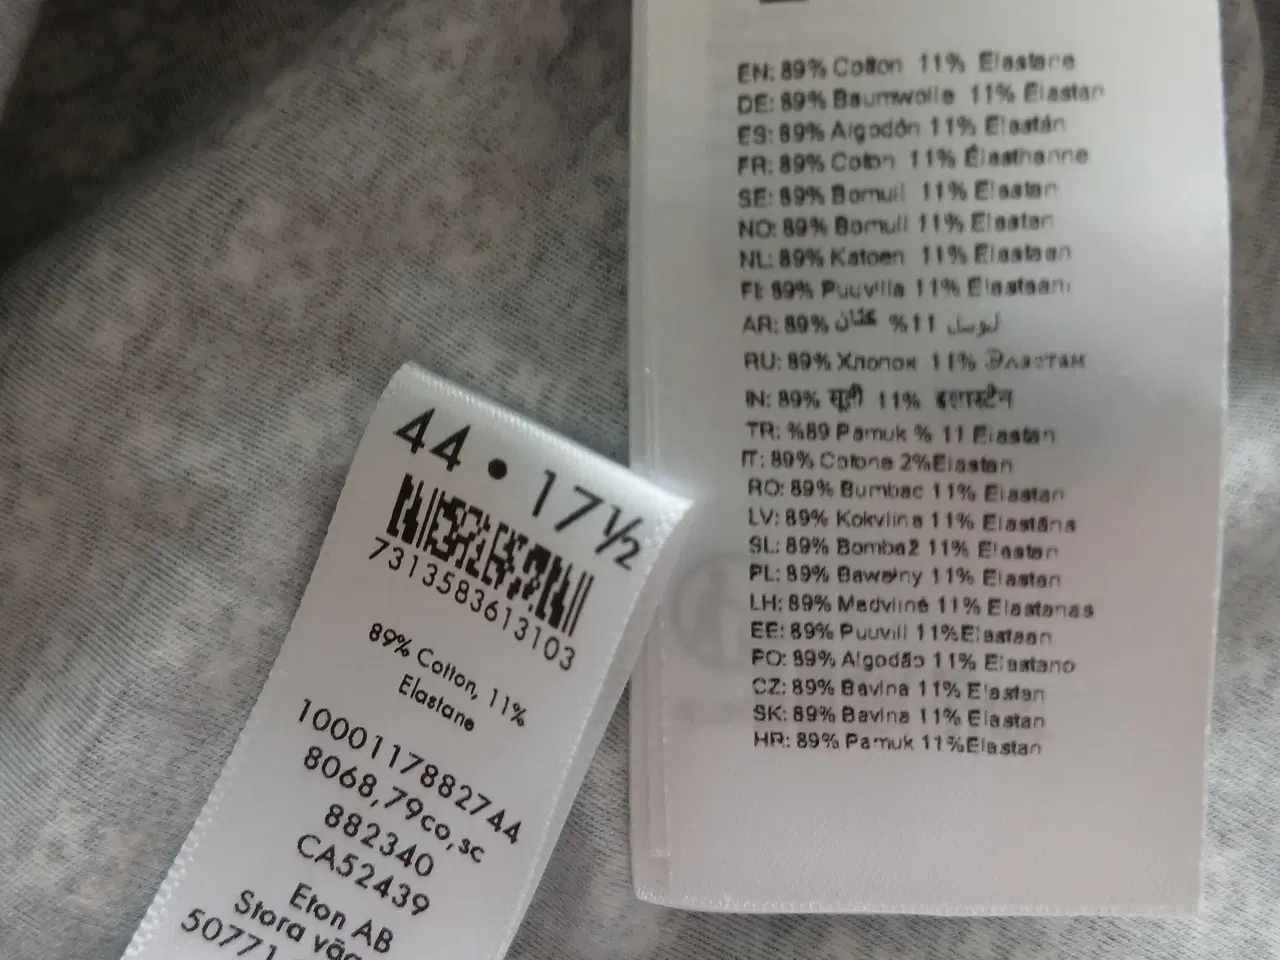 44 • 17½
7313583613103
89% Cotton, 11%
Elastane
1000117882744
8068,79co,sc
882340
CA52439
Eton AB
Stora väg
50771
EN: 89% Cotton 11% Elastane
DE: 89% Baumwolle 11% Elastan
ES: 89% Algodón 11% Elastán
FR: 89% Coton 11% Élasthanne
SE: 89% Bomull 11% Elastan
NO: 89% Bomull 11% Elastan
NL: 89% Katoen 11% Elastaan
FI: 89% Puuvilla 11% Elastaani
AR: 89% كتان %11
RU: 89% Хлопок 11% Эластам
IN: 89% सूती 11% इलास्टेन
TR: %89 Pamuk % 11 Elastan
IT: 89% Cotone 2%Elastan
RO: 89% Bumbac 11% Elastan
LV: 89% Kokvilna 11% Elastāns
SL: 89% Bomba2 11% Elastan
PL: 89% Bawełny 11% Elastan
LH: 89% Medvilnė 11% Elastanas
EE: 89% Puuvill 11%Elastaan
PO: 89% Algodão 11% Elastano
CZ: 89% Bavlna 11% Elastan
SK: 89% Bavlna 11% Elastan
HR: 89% Pamuk 11%Elastan